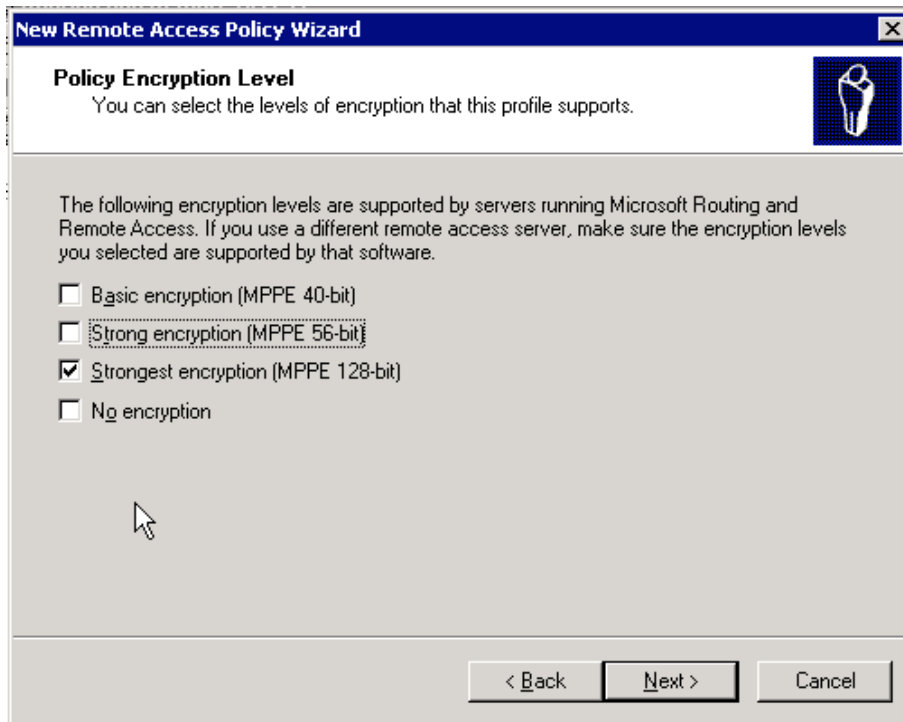 New Remote Access Policy Wizard
Policy Encryption Level
You can select the levels of encryption that this profile supports.
The following encryption levels are supported by servers running Microsoft Routing and
Remote Access. If you use a different remote access server, make sure the encryption levels
you selected are supported by that software.
Basic encryption (MPPE 40-bit)
Strong encryption (MPPE 56-bit)
Strongest encryption (MPPE 128-bit)
No encryption
< Back Next > Cancel